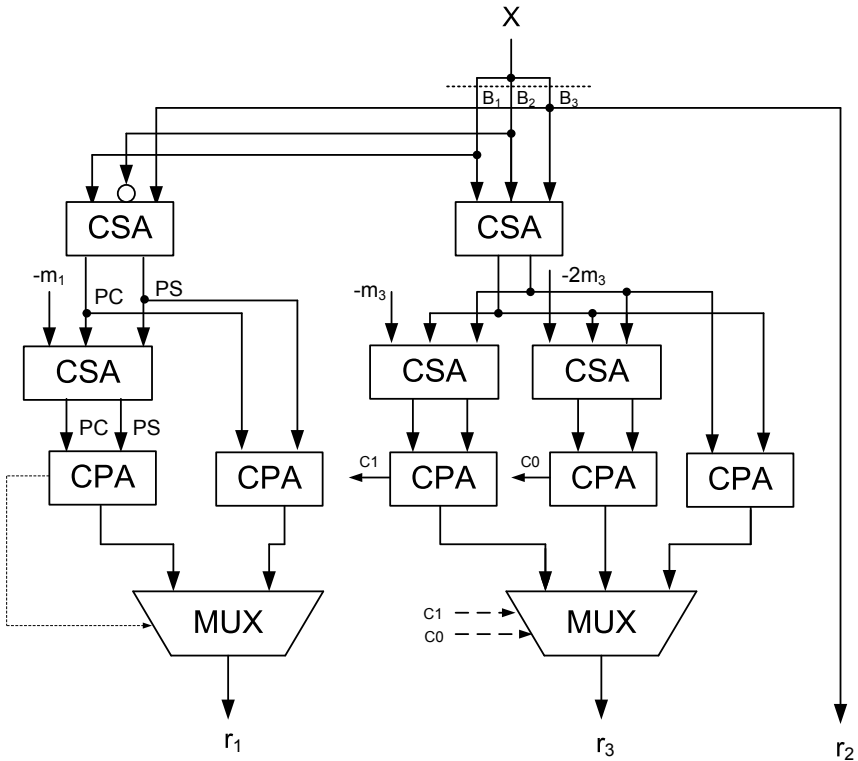 X
B₁ B₂ B₃
CSA CSA
-m₁ PC PS -m₃ -2m₃
CSA CSA CSA
PC PS
C1 C0
CPA CPA CPA CPA CPA
C1
MUX MUX
C0
r₁ r₃ r₂